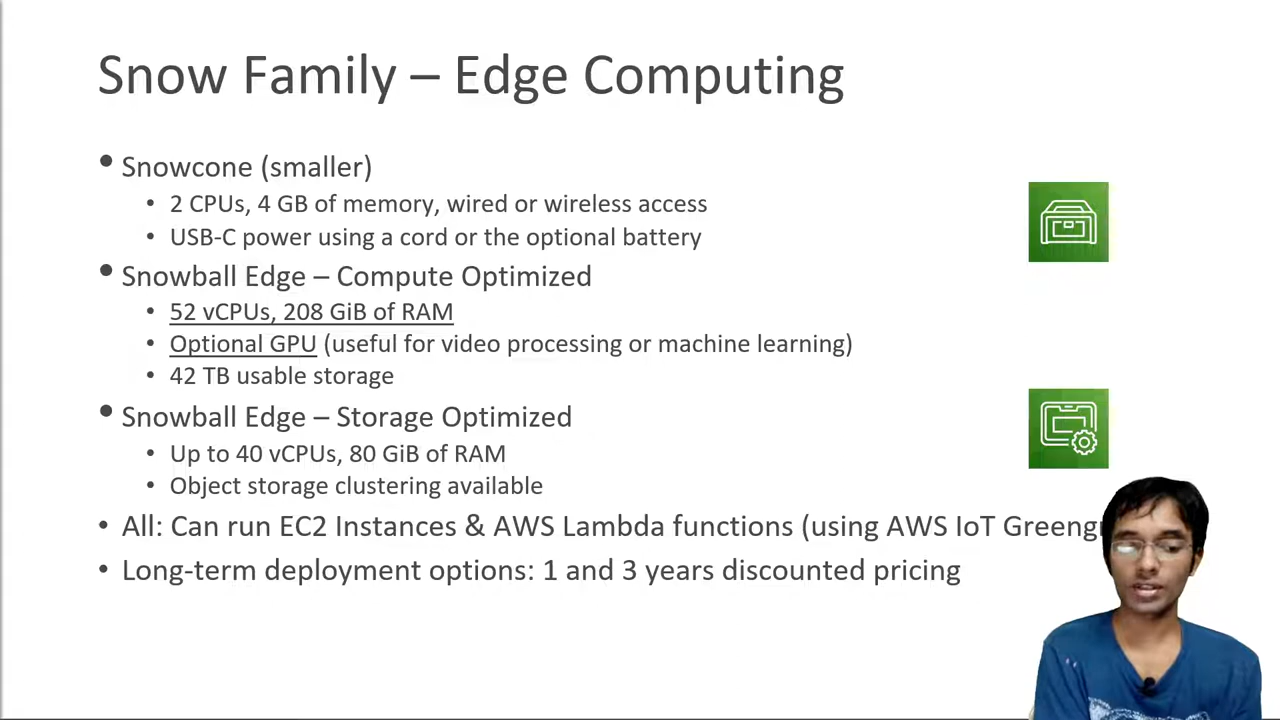 Snow Family – Edge Computing
• Snowcone (smaller)
• 2 CPUs, 4 GB of memory, wired or wireless access
• USB-C power using a cord or the optional battery
• Snowball Edge – Compute Optimized
• 52 vCPUs, 208 GiB of RAM
• Optional GPU (useful for video processing or machine learning)
• 42 TB usable storage
• Snowball Edge – Storage Optimized
• Up to 40 vCPUs, 80 GiB of RAM
• Object storage clustering available
• All: Can run EC2 Instances & AWS Lambda functions (using AWS IoT
• Long-term deployment options: 1 and 3 years discounted pricing